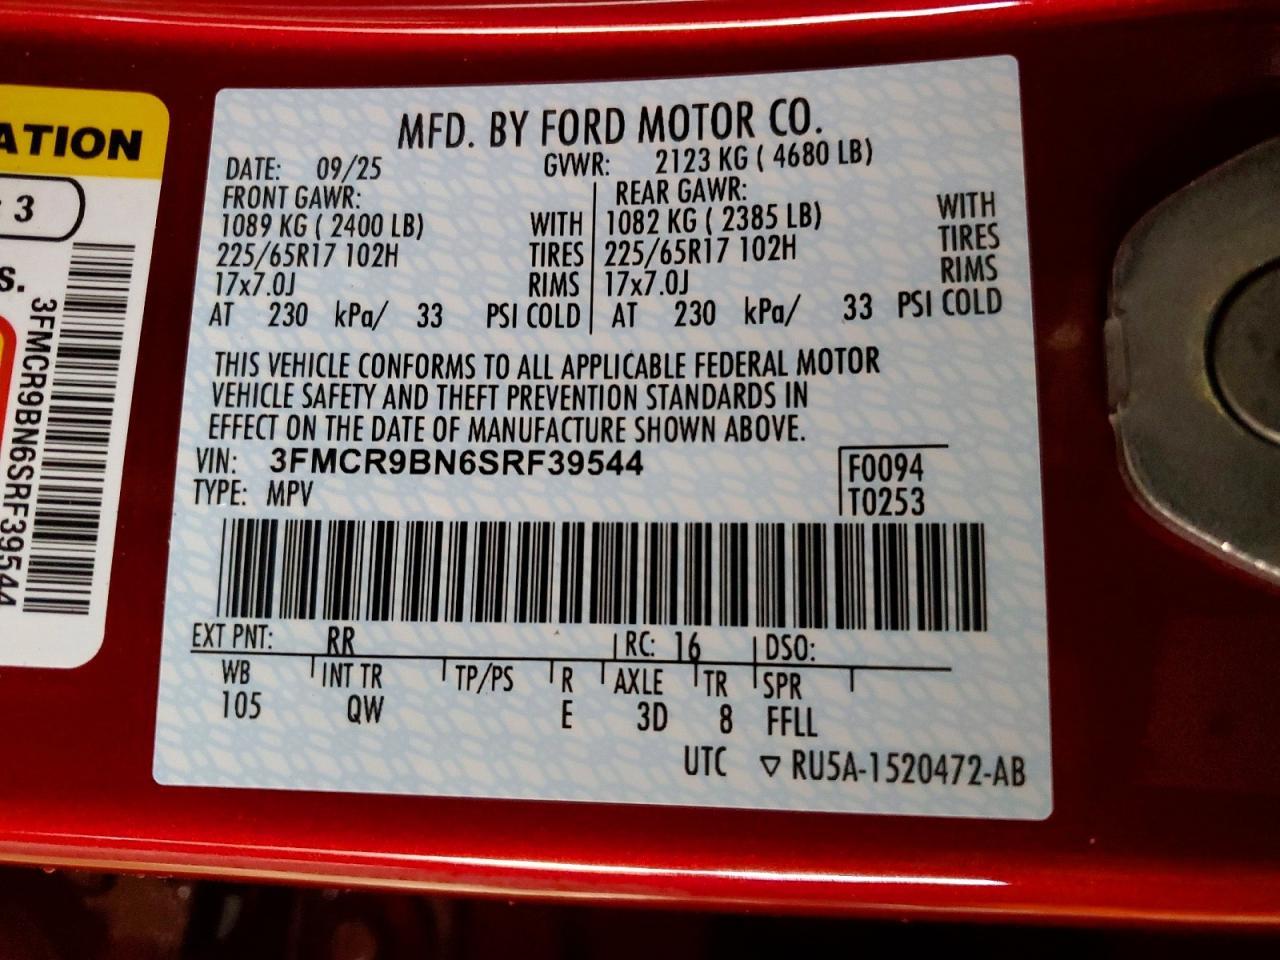 ATION
3
S.
3FMCR9BN6SRF39544
MFD. BY FORD MOTOR CO.
DATE: 09/25 GVWR: 2123 KG ( 4680 LB)
FRONT GAWR: REAR GAWR:
1089 KG ( 2400 LB) WITH 1082 KG ( 2385 LB) WITH
225/65R17 102H TIRES 225/65R17 102H TIRES
17x7.0J RIMS 17x7.0J RIMS
AT 230 kPa/ 33 PSI COLD AT 230 kPa/ 33 PSI COLD
THIS VEHICLE CONFORMS TO ALL APPLICABLE FEDERAL MOTOR
VEHICLE SAFETY AND THEFT PREVENTION STANDARDS IN
EFFECT ON THE DATE OF MANUFACTURE SHOWN ABOVE.
VIN: 3FMCR9BN6SRF39544 F0094
TYPE: MPV T0253
EXT PNT: RR RC: 16 DSO:
WB INT TR TP/PS R AXLE TR SPR
105 QW E 3D 8 FFLL
UTC ▽ RU5A-1520472-AB